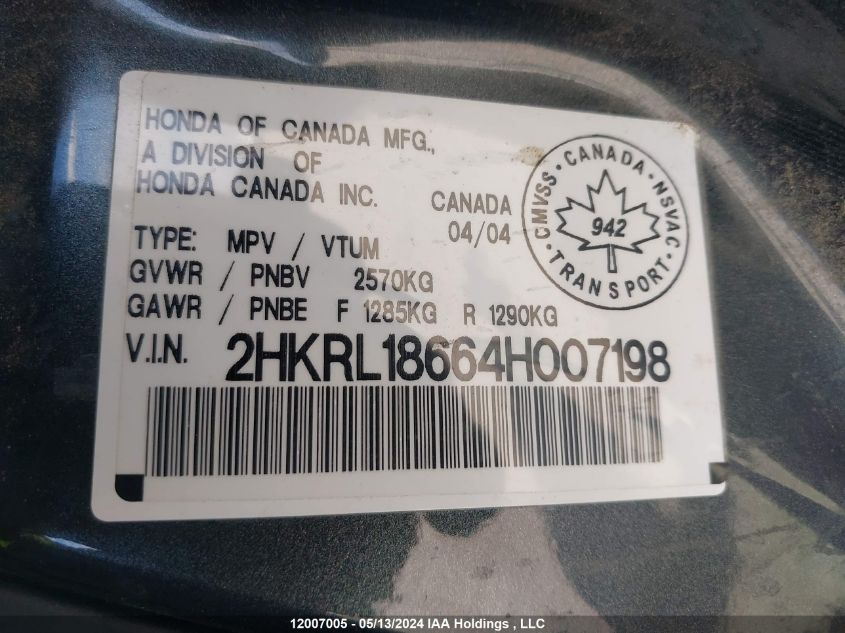 HONDA OF CANADA MFG.,
A DIVISION OF
HONDA CANADA INC.
CANADA
04/04
TYPE: MPV / VTUM
GVWR / PNBV 2570KG
GAWR / PNBE F 1285KG R 1290KG
V.I.N. 2HKRL18664H007198
CMVSS · CANADA · NSVAC · TRANSPORT ·
942
12007005 - 05/13/2024 IAA Holdings , LLC